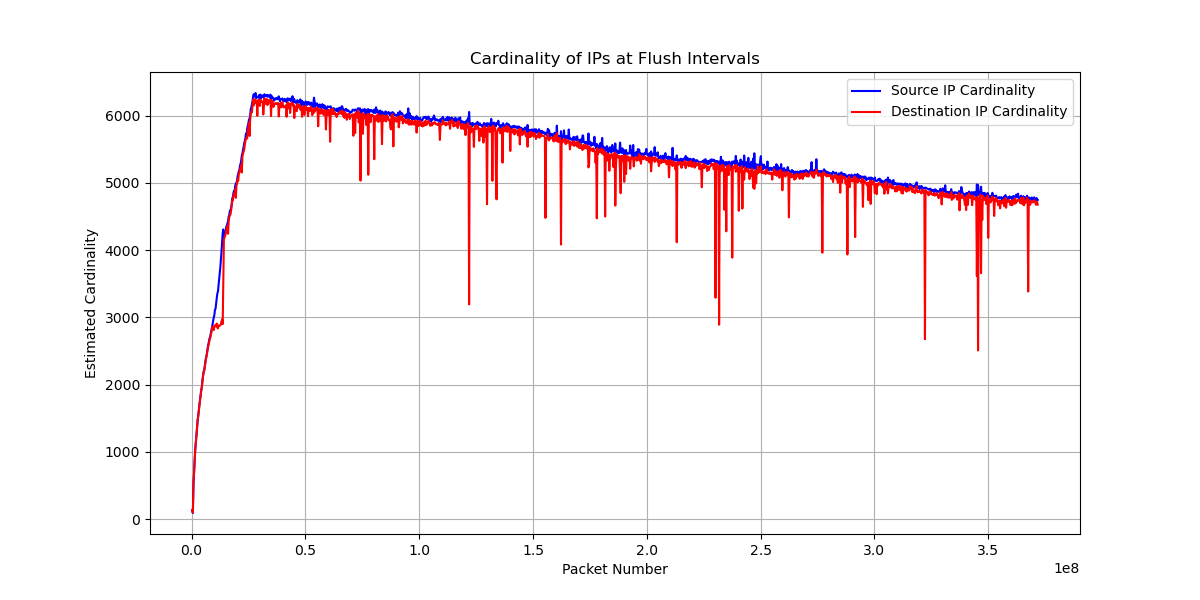 Cardinality of IPs at Flush Intervals
Source IP Cardinality
Destination IP Cardinality
Estimated Cardinality
6000
5000
4000
3000
2000
1000
0
0.0 0.5 1.0 1.5 2.0 2.5 3.0 3.5
1e8
Packet Number